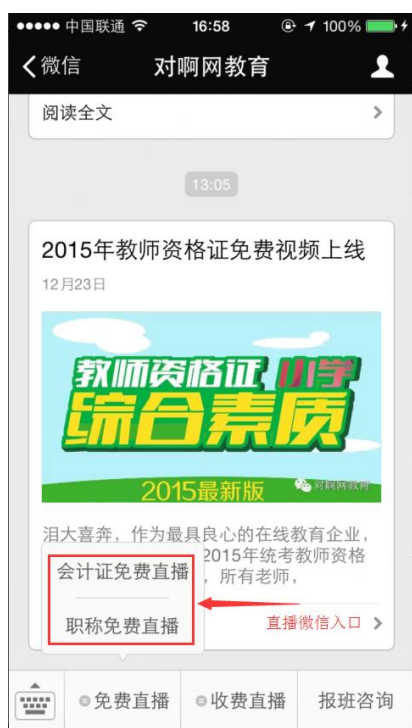 中国联通 16:58 100%
微信 对啊网教育
阅读全文
13:05
2015年教师资格证免费视频上线
12月23日
教师资格证 小学
综合素质
2015最新版 对啊网教育
泪大喜奔，作为最具良心的在线教育企业，
2015年统考教师资格
，所有老师，
会计证免费直播
职称免费直播
直播微信入口
免费直播 收费直播 报班咨询